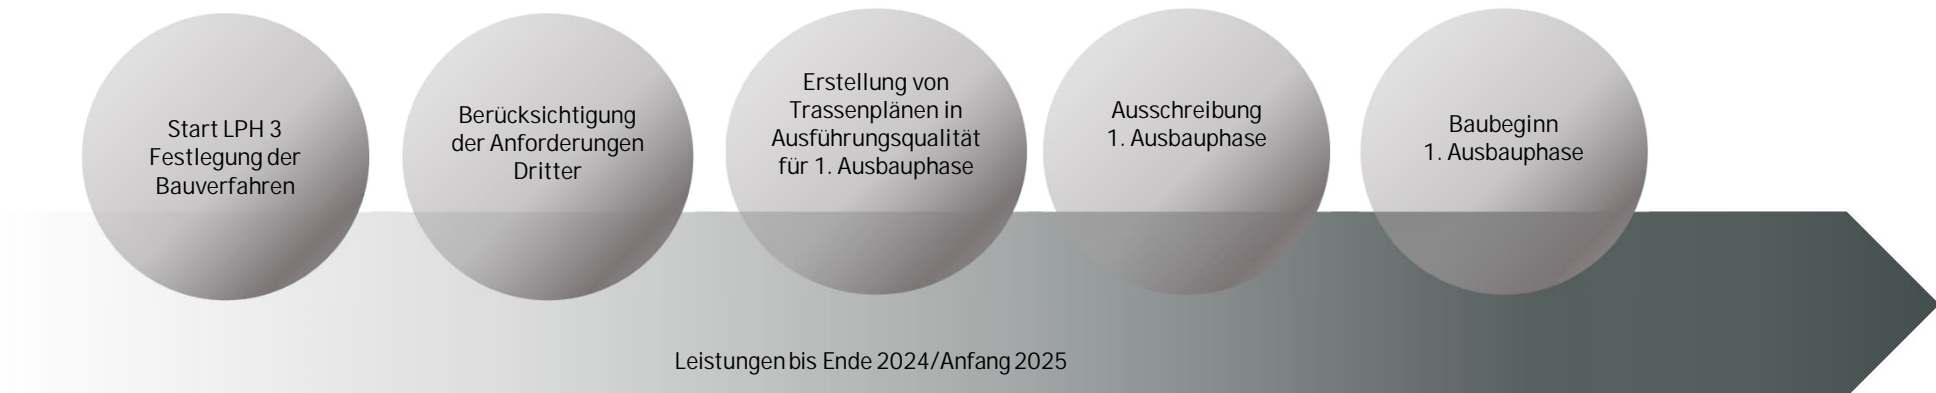 Start LPH 3
Festlegung der
Bauverfahren
Berücksichtigung
der Anforderungen
Dritter
Erstellung von
Trassenplänen in
Ausführungsqualität
für 1. Ausbauphase
Ausschreibung
1. Ausbauphase
Baubeginn
1. Ausbauphase
Leistungen bis Ende 2024/Anfang 2025